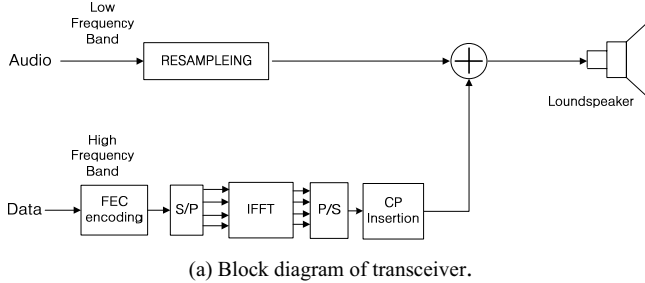 Low
Frequency
Band
Audio
RESAMPLEING
Loundspeaker
High
Frequency
Band
Data
FEC
encoding
S/P
IFFT
P/S
CP
Insertion
(a) Block diagram of transceiver.